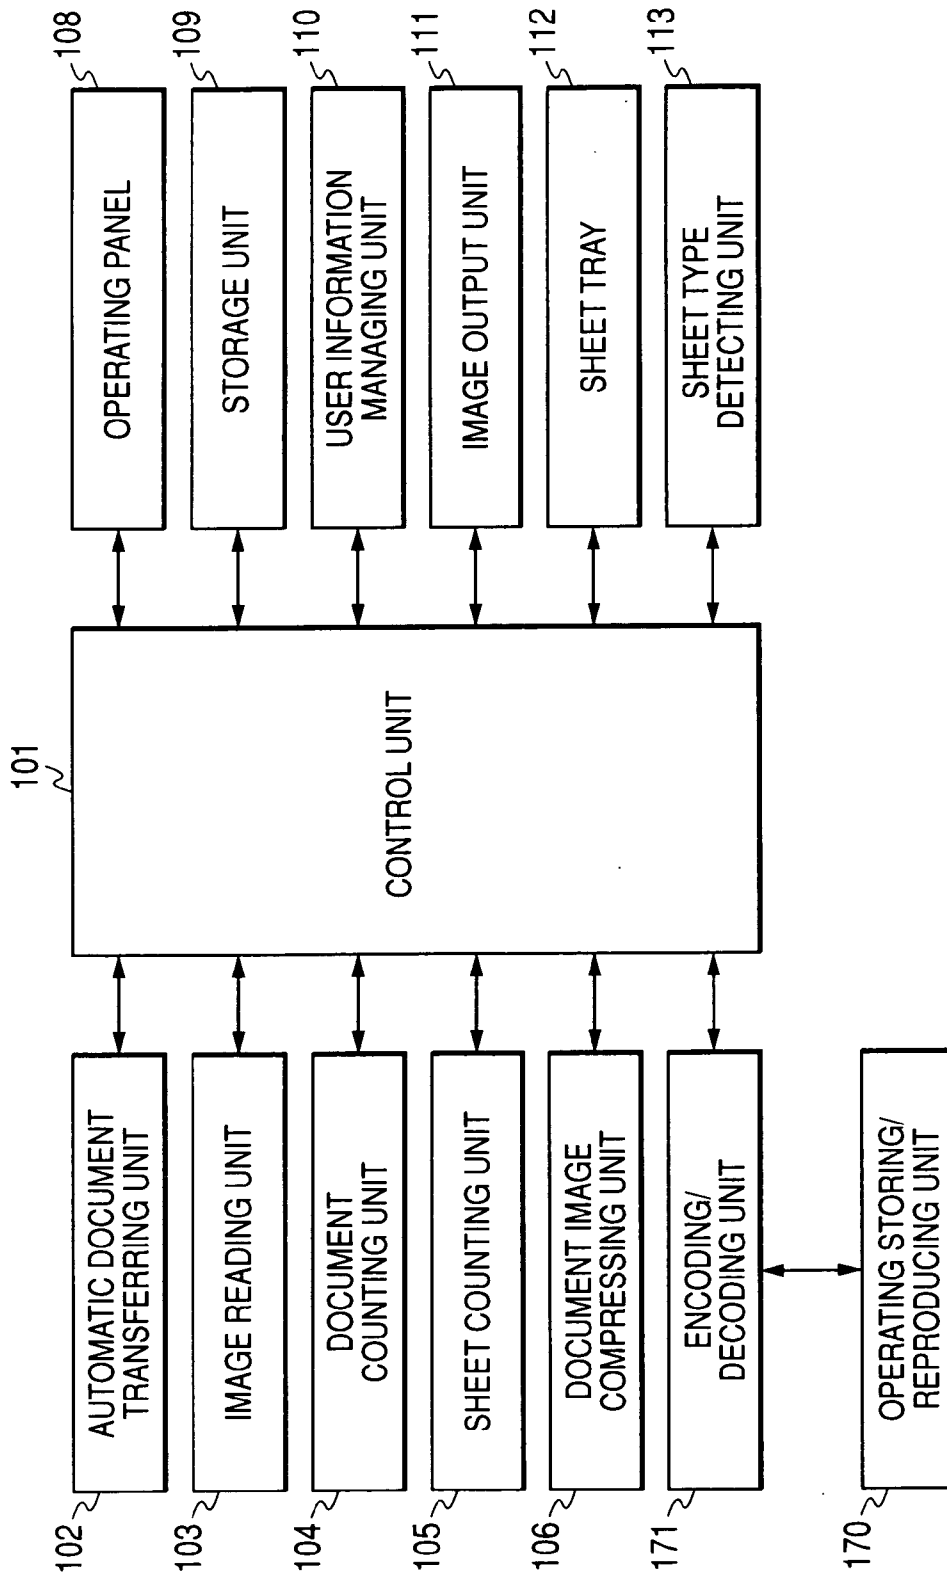 101
CONTROL UNIT
102
AUTOMATIC DOCUMENT
TRANSFERRING UNIT
103
IMAGE READING UNIT
104
DOCUMENT
COUNTING UNIT
105
SHEET COUNTING UNIT
106
DOCUMENT IMAGE
COMPRESSING UNIT
171
ENCODING/
DECODING UNIT
170
OPERATING STORING/
REPRODUCING UNIT
108
OPERATING PANEL
109
STORAGE UNIT
110
USER INFORMATION
MANAGING UNIT
111
IMAGE OUTPUT UNIT
112
SHEET TRAY
113
SHEET TYPE
DETECTING UNIT